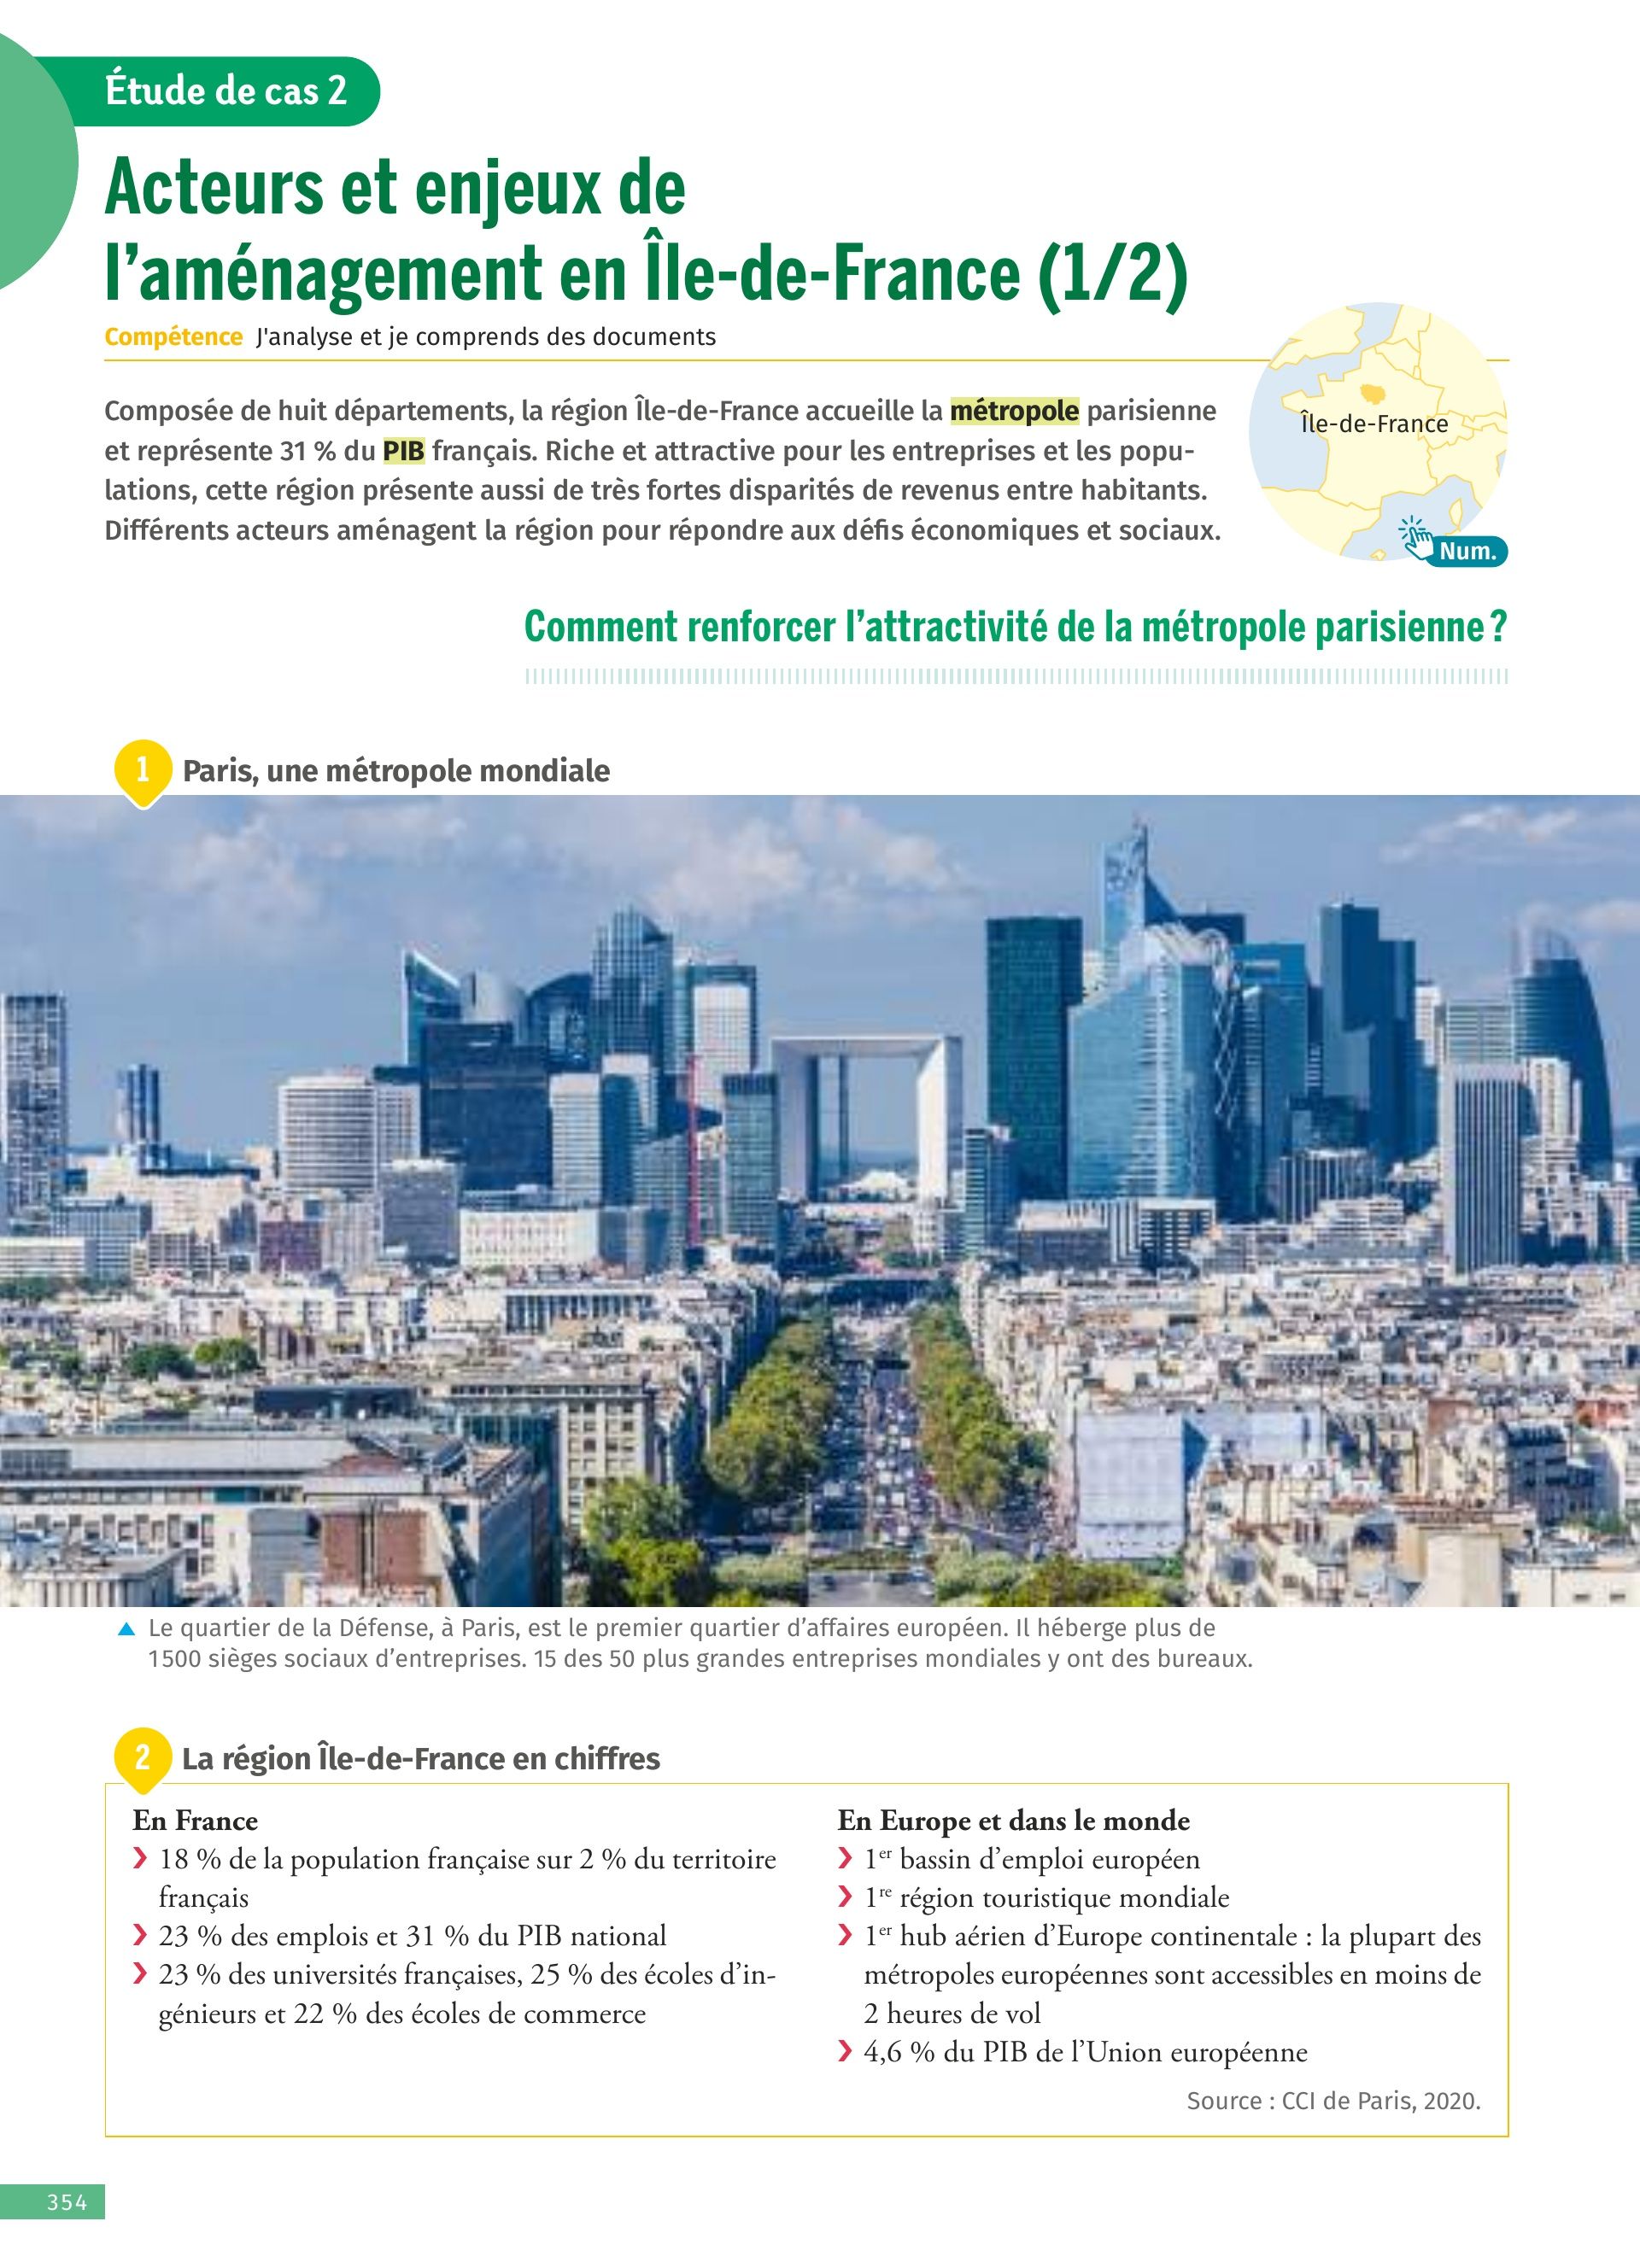 Étude de cas 2
Acteurs et enjeux de
l’aménagement en Île-de-France (1/2)
Compétence J'analyse et je comprends des documents
Composée de huit départements, la région Île-de-France accueille la métropole parisienne
et représente 31 % du PIB français. Riche et attractive pour les entreprises et les popu-
lations, cette région présente aussi de très fortes disparités de revenus entre habitants.
Différents acteurs aménagent la région pour répondre aux défis économiques et sociaux.
Île-de-France
Num.
Comment renforcer l’attractivité de la métropole parisienne ?
1 Paris, une métropole mondiale
Le quartier de la Défense, à Paris, est le premier quartier d’affaires européen. Il héberge plus de
1500 sièges sociaux d’entreprises. 15 des 50 plus grandes entreprises mondiales y ont des bureaux.
2 La région Île-de-France en chiffres
En France
18 % de la population française sur 2 % du territoire
français
23 % des emplois et 31 % du PIB national
23 % des universités françaises, 25 % des écoles d’in-
génieurs et 22 % des écoles de commerce
En Europe et dans le monde
1er bassin d’emploi européen
1re région touristique mondiale
1er hub aérien d’Europe continentale : la plupart des
métropoles européennes sont accessibles en moins de
2 heures de vol
4,6 % du PIB de l’Union européenne
Source : CCI de Paris, 2020.
354